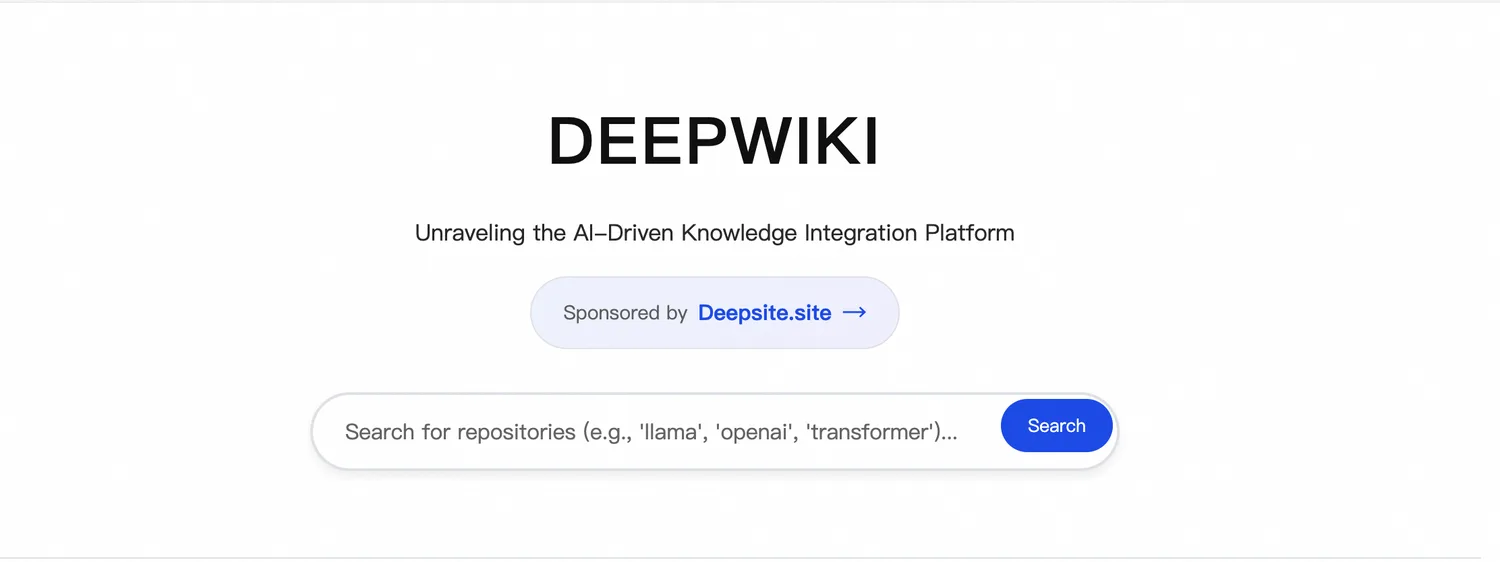 DEEPWIKI
Unraveling the AI-Driven Knowledge Integration Platform
Sponsored by Deepsite.site →
Search for repositories (e.g., 'llama', 'openai', 'transformer')... Search